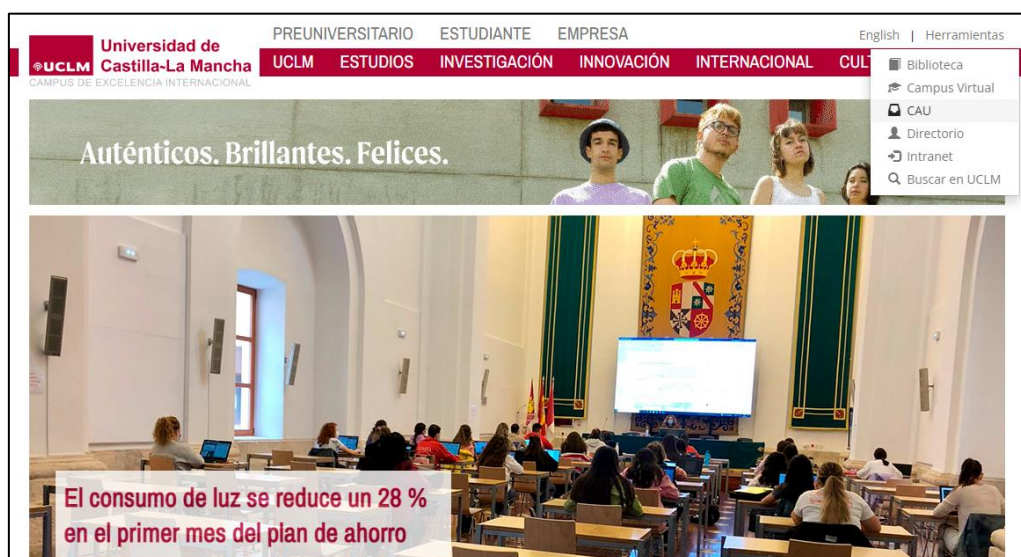 PREUNIVERSITARIO ESTUDIANTE EMPRESA
English | Herramientas
Universidad de
Castilla-La Mancha
UCLM
CAMPUS DE EXCELENCIA INTERNACIONAL
UCLM ESTUDIOS INVESTIGACIÓN INNOVACIÓN INTERNACIONAL CULT
Biblioteca
Campus Virtual
CAU
Directorio
Intranet
Buscar en UCLM
Auténticos. Brillantes. Felices.
El consumo de luz se reduce un 28 %
en el primer mes del plan de ahorro